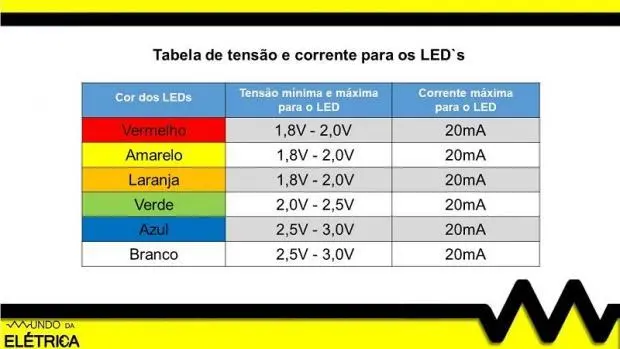 Tabela de tensão e corrente para os LED`s
Cor dos LEDs
Tensão minima e máxima
para o LED
Corrente máxima
para o LED
Vermelho 1,8V - 2,0V 20mA
Amarelo 1,8V - 2,0V 20mA
Laranja 1,8V - 2,0V 20mA
Verde 2,0V - 2,5V 20mA
Azul 2,5V - 3,0V 20mA
Branco 2,5V - 3,0V 20mA
MUNDO DA
ELÉTRICA